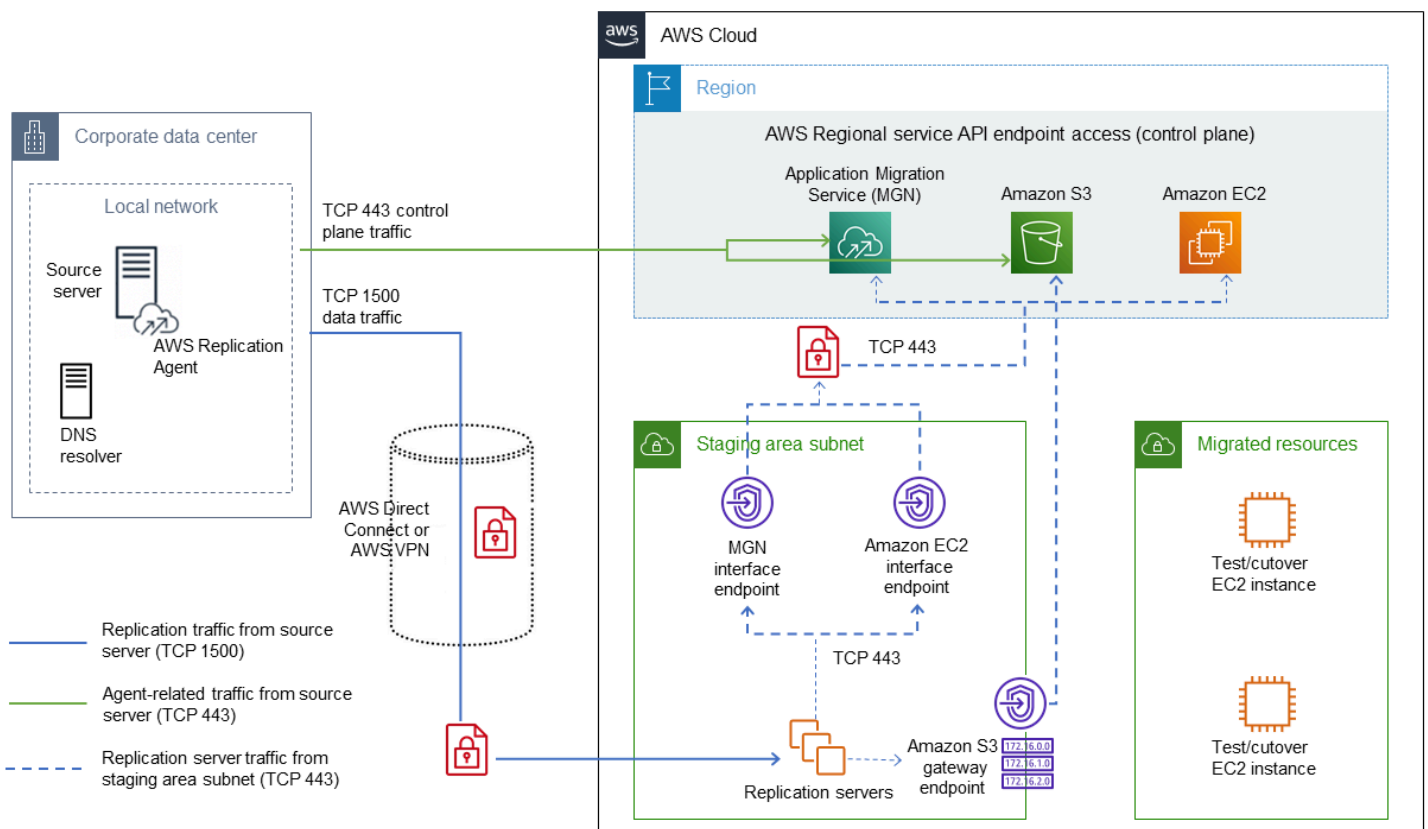 aws
AWS Cloud
Region
AWS Regional service API endpoint access (control plane)
Application Migration
Service (MGN)
Amazon S3
Amazon EC2
Corporate data center
Local network
Source
server
AWS Replication
Agent
DNS
resolver
TCP 443 control
plane traffic
TCP 1500
data traffic
TCP 443
AWS Direct
Connect or
AWS VPN
Staging area subnet
MGN
interface
endpoint
Amazon EC2
interface
endpoint
TCP 443
Replication servers
Amazon S3
gateway
endpoint
172.16.0.0
172.16.1.0
172.16.2.0
Migrated resources
Test/cutover
EC2 instance
Test/cutover
EC2 instance
Replication traffic from source
server (TCP 1500)
Agent-related traffic from source
server (TCP 443)
Replication server traffic from
staging area subnet (TCP 443)